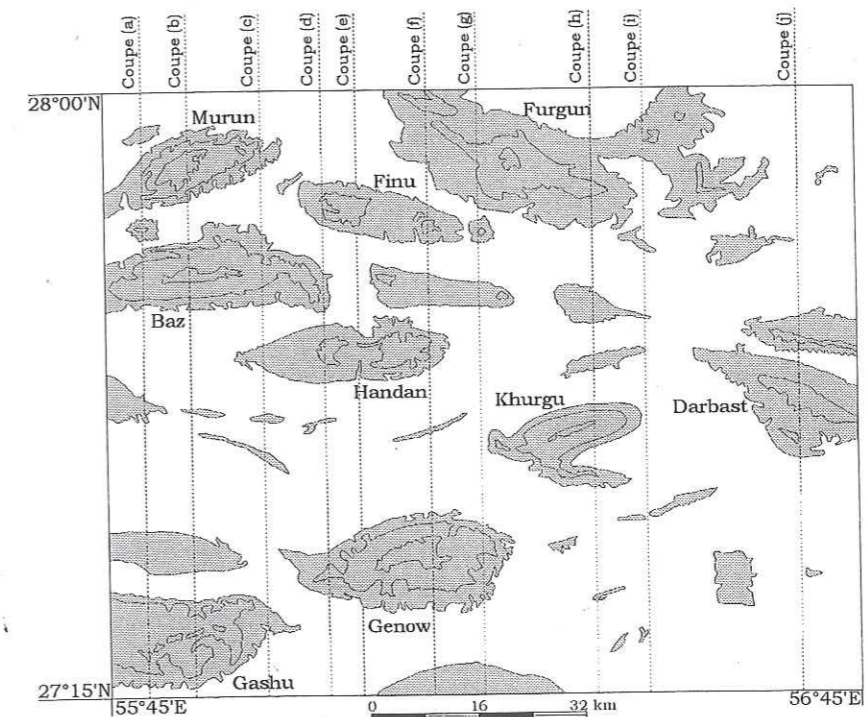 Coupe (a)
Coupe (b)
Coupe (c)
Coupe (d)
Coupe (e)
Coupe (f)
Coupe (g)
Coupe (h)
Coupe (i)
Coupe (j)
28°00'N
Murun
Furgun
Finu
Baz
Handan
Khurgu
Darbast
Genow
Gashu
27°15'N
55°45'E
0 16 32 km
56°45'E